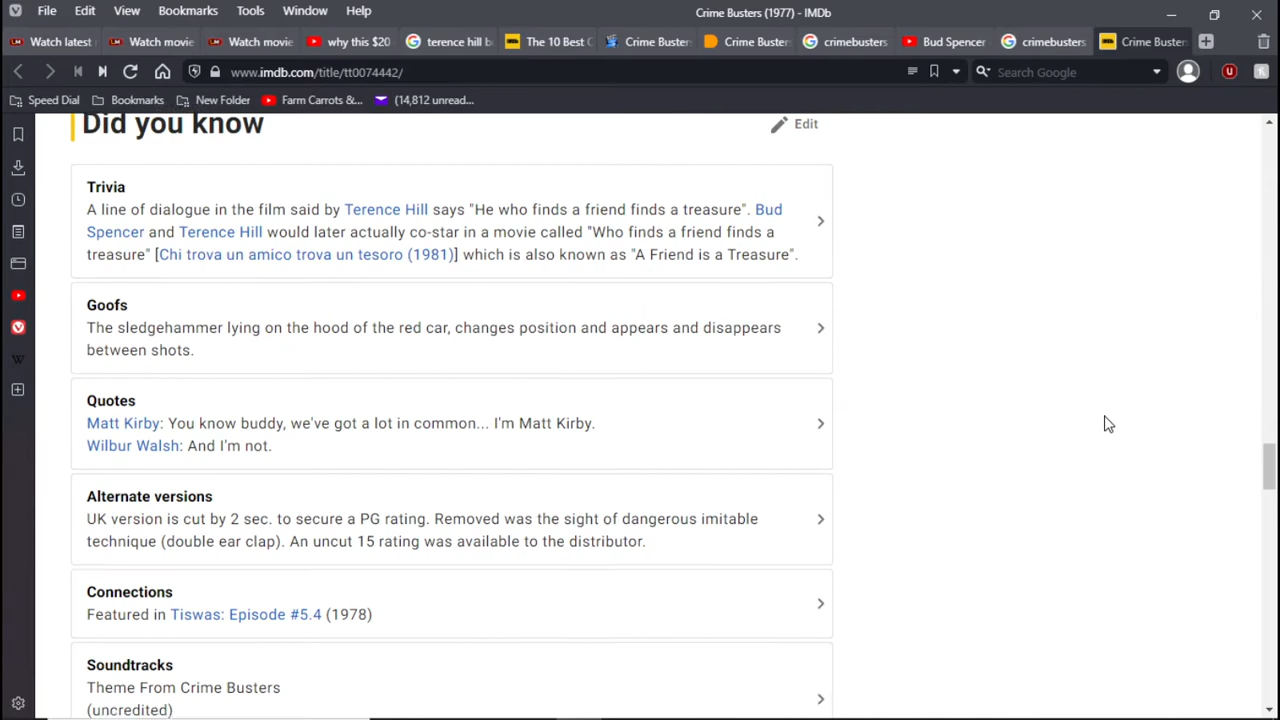 File Edit View Bookmarks Tools Window Help
Crime Busters (1977) - IMDb
Watch latest
Watch movie
Watch movie
why this $20
terence hill b
The 10 Best C
Crime Buster
Crime Buster
crimebusters
Bud Spencer
crimebusters
Crime Buster
www.imdb.com/title/tt0074442/
Search Google
Speed Dial Bookmarks New Folder Farm Carrots &... (14,812 unread...
Did you know
Edit
Trivia
A line of dialogue in the film said by Terence Hill says "He who finds a friend finds a treasure". Bud
Spencer and Terence Hill would later actually co-star in a movie called "Who finds a friend finds a
treasure" [Chi trova un amico trova un tesoro (1981)] which is also known as "A Friend is a Treasure".
Goofs
The sledgehammer lying on the hood of the red car, changes position and appears and disappears
between shots.
Quotes
Matt Kirby: You know buddy, we've got a lot in common... I'm Matt Kirby.
Wilbur Walsh: And I'm not.
Alternate versions
UK version is cut by 2 sec. to secure a PG rating. Removed was the sight of dangerous imitable
technique (double ear clap). An uncut 15 rating was available to the distributor.
Connections
Featured in Tiswas: Episode #5.4 (1978)
Soundtracks
Theme From Crime Busters
(uncredited)